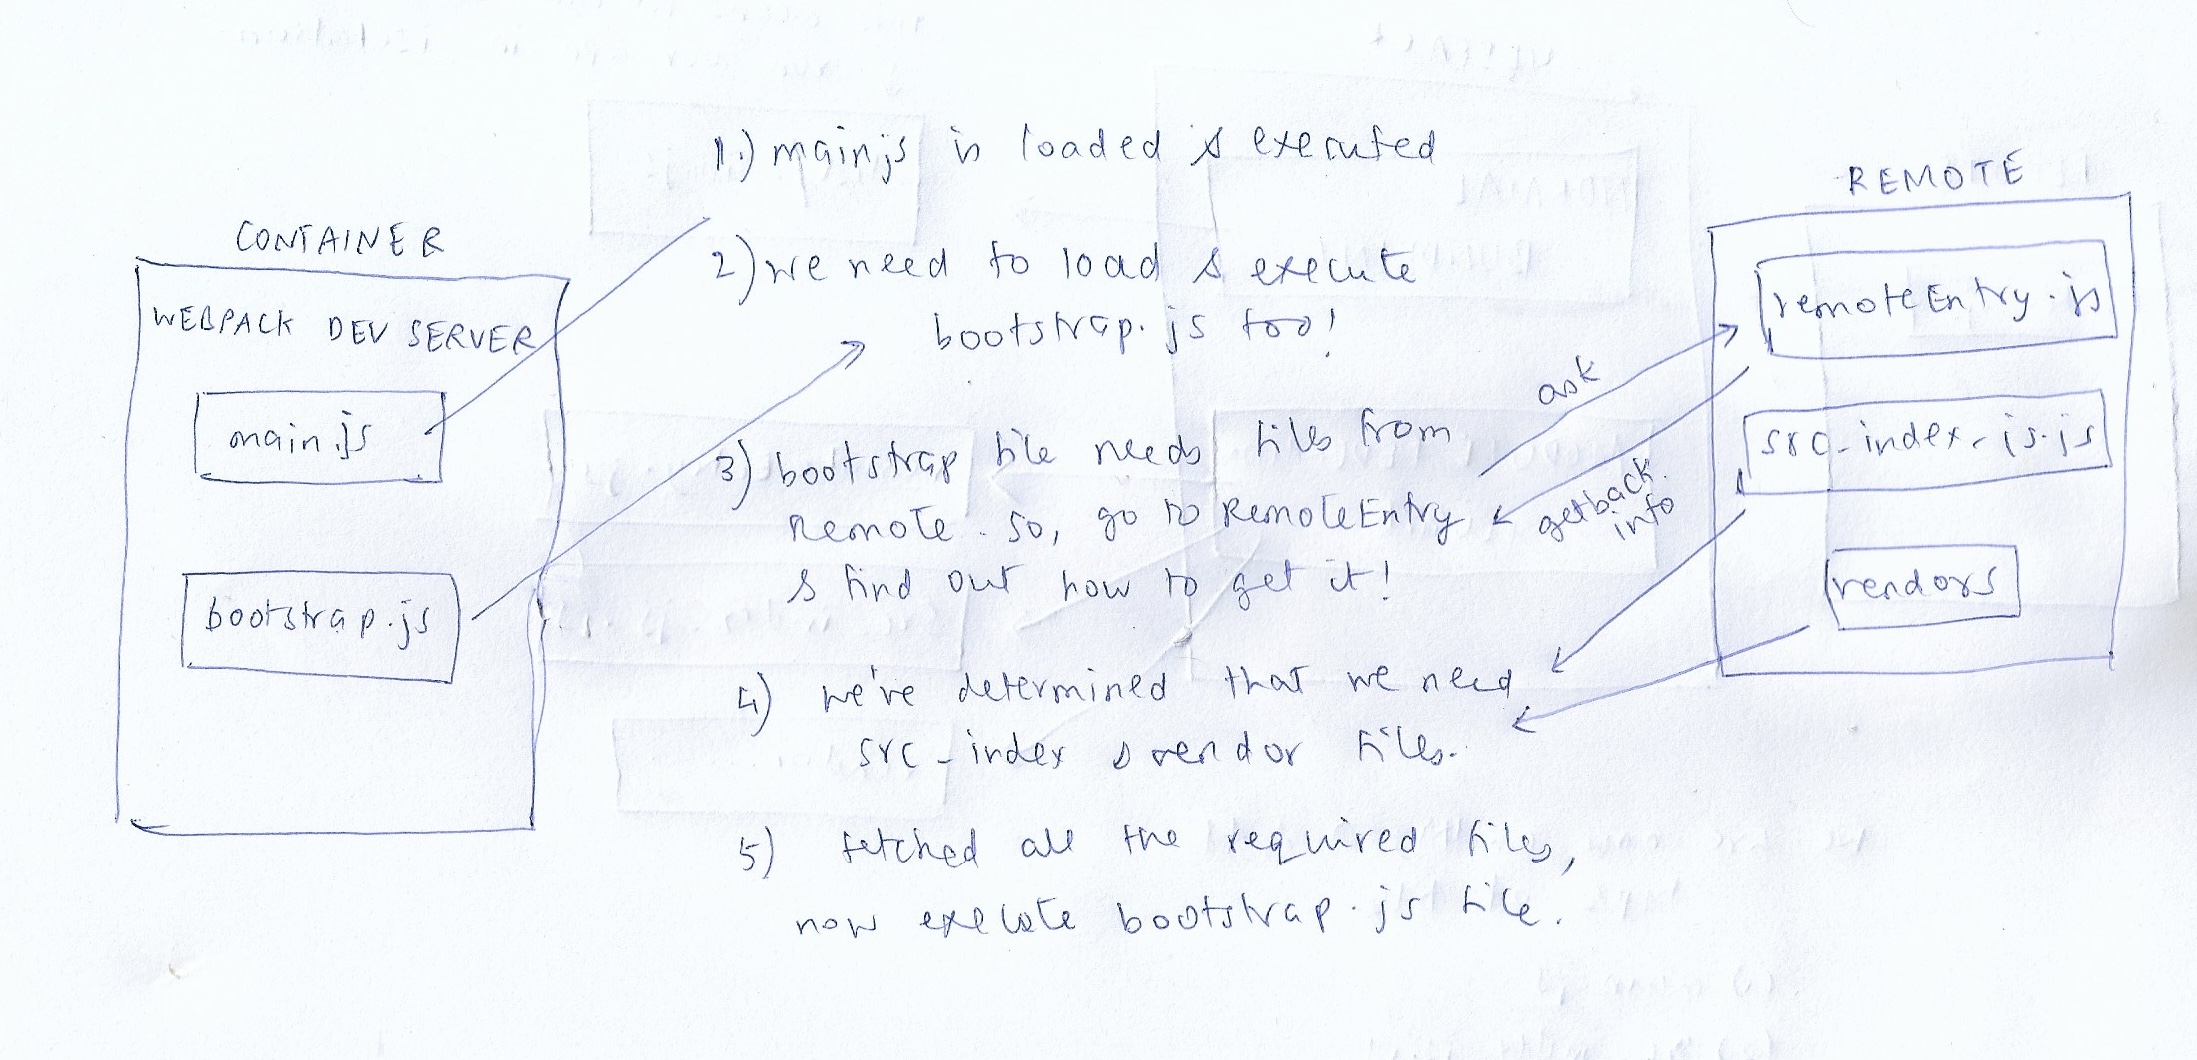 1.) main.js is loaded & executed
REMOTE
CONTAINER
WEBPACK DEV SERVER
main.js
bootstrap.js
2) we need to load & execute
bootstrap.js too!
3) bootstrap file needs files from
Remote. So, go to RemoteEntry
& find out how to get it!
ask
getback
info
remoteEntry.js
src_index_js.js
vendors
4) we've determined that we need
src_index & vendor files.
5) fetched all the required files,
now execute bootstrap.js file.